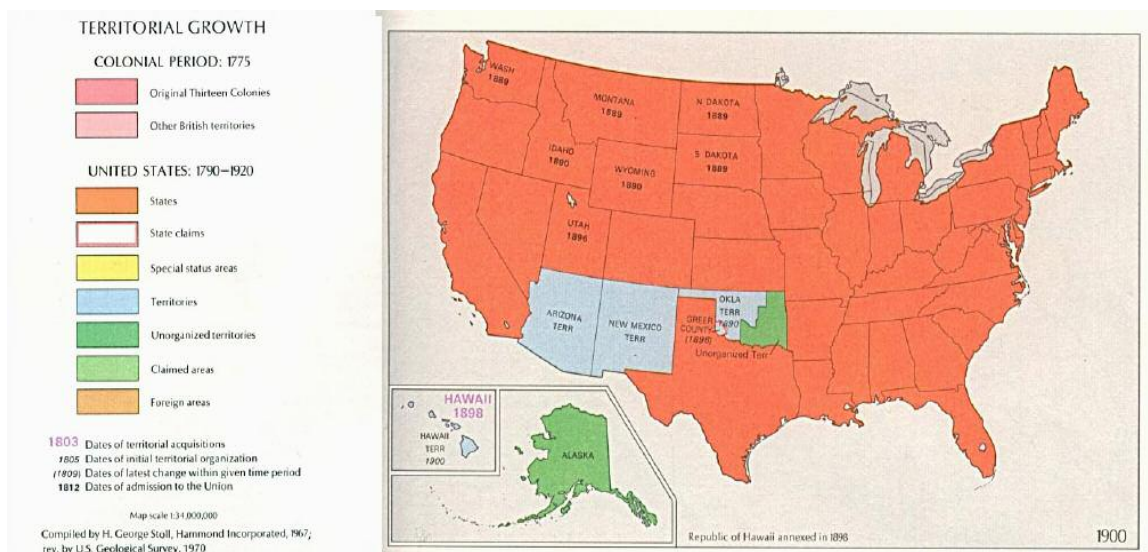 TERRITORIAL GROWTH
COLONIAL PERIOD: 1775
Original Thirteen Colonies
Other British territories
UNITED STATES: 1790–1920
States
State claims
Special status areas
Territories
Unorganized territories
Claimed areas
Foreign areas
1803 Dates of territorial acquisitions
1805 Dates of initial territorial organization
(1809) Dates of latest change within given time period
1812 Dates of admission to the Union
Map scale 1:34,000,000
Compiled by H. George Stoll, Hammond Incorporated, 1967;
rev. by U.S. Geological Survey, 1970
WASH
1889
MONTANA
1889
N DAKOTA
1889
IDAHO
1890
WYOMING
1890
S DAKOTA
1889
UTAH
1896
ARIZONA
TERR
NEW MEXICO
TERR
OKLA
TERR
1890
GREER
COUNTY
(1896)
Unorganized Terr
HAWAII
1898
HAWAII
TERR
1900
ALASKA
Republic of Hawaii annexed in 1898
1900